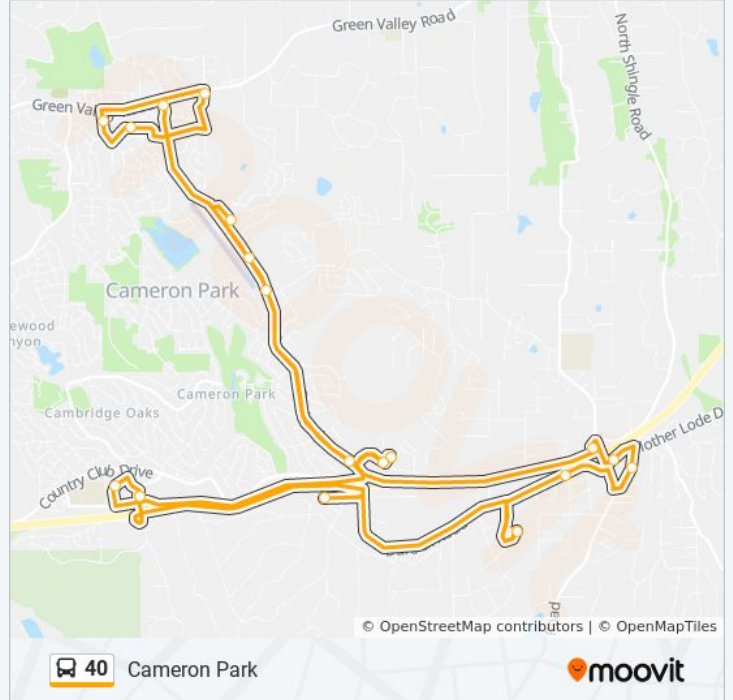 Green Valley Road
North Shingle Road
Green Val
Cameron Park
ewood
nyon
Cameron Park
Cambridge Oaks
Mother Lode D
Country Club Drive
© OpenStreetMap contributors | © OpenMapTiles
40 Cameron Park
moovit